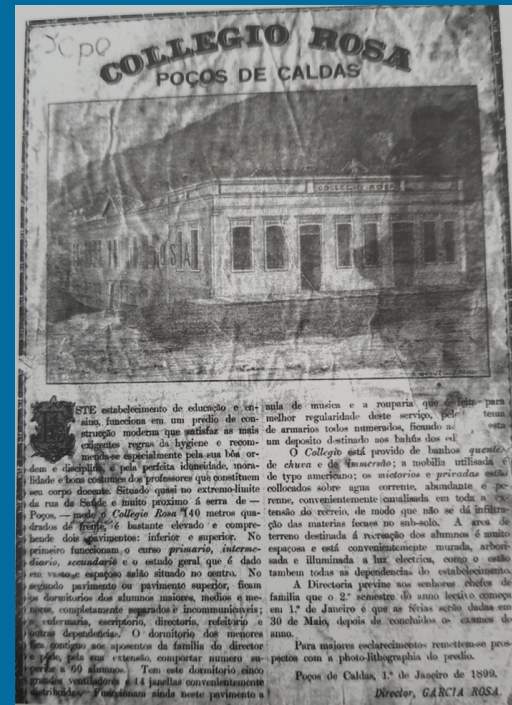 COLLEGIO ROSA
POÇOS DE CALDAS
COLLEGIO ROSA
ESTE estabelecimento de educação e en-
sino, funcciona em um predio de con-
strucção moderna que satisfaz as mais
exigentes regras da hygiene e recom-
menda-se especialmente pela sua bôa or-
dem e disciplina, e pela perfeita idoneidade, mora-
lidade e bons costumes dos professores que constituem
seu corpo docente. Situado quasi no extremo-limite
da rua da Saúde e muito proximo á serra de —
Poços, — mede o Collegio Rosa 140 metros qua-
drados de frente, é bastante elevado e compre-
hende dois pavimentos: inferior e superior. No
primeiro funccionam o curso primario, interme-
diario, secundario e o estudo geral que é dado
em vasto e espaçoso salão situado no centro. No
segundo pavimento ou pavimento superior, ficam
os dormitorios dos alumnos maiores, medios e me-
nores, completamente separados e incommunicaveis;
enfermaria, escriptorio, directoria, refeitorio e
outras dependencias. O dormitorio dos menores
fica contiguo aos aposentos da familia do director
e póde, pela sua extensão, comportar numero su-
perior a 60 alumnos. Tem este dormitorio cinco
grandes ventiladores e 14 janellas convenientemente
distribuidas. Funccionam ainda neste pavimento a
aula de musica e a rouparia que para
melhor regularidade deste serviço,
de armarios todos numerados, ficando esta
um deposito destinado aos bahús dos
O Collegio está provido de banhos quentes,
de chuva e de immersão; a mobilia utilisada é
de typo americano; os mictorios e privadas estão
collocados sobre agua corrente, abundante e pe-
renne, convenientemente canalisada em toda a ex-
tensão do recreio, de modo que não se dá infiltra-
ção das materias fecaes no sub-solo. A area de
terreno destinada á recreação dos alumnos é muito
espaçosa e está convenientemente murada, arbori-
sada e illuminada a luz electrica, como o estão
tambem todas as dependencias do estabelecimento.
A Directoria previne aos senhores chefes de
familia que o 2.º semestre do anno lectivo começa
em 1.º de Janeiro e que as férias serão dadas em
30 de Maio, depois de concluidos os exames do
anno.
Para maiores esclarecimentos remettem-se pros-
pectos com a photo-lithographia do predio.
Poços de Caldas, 1.º de Janeiro de 1899.
Director, GARCIA ROSA.